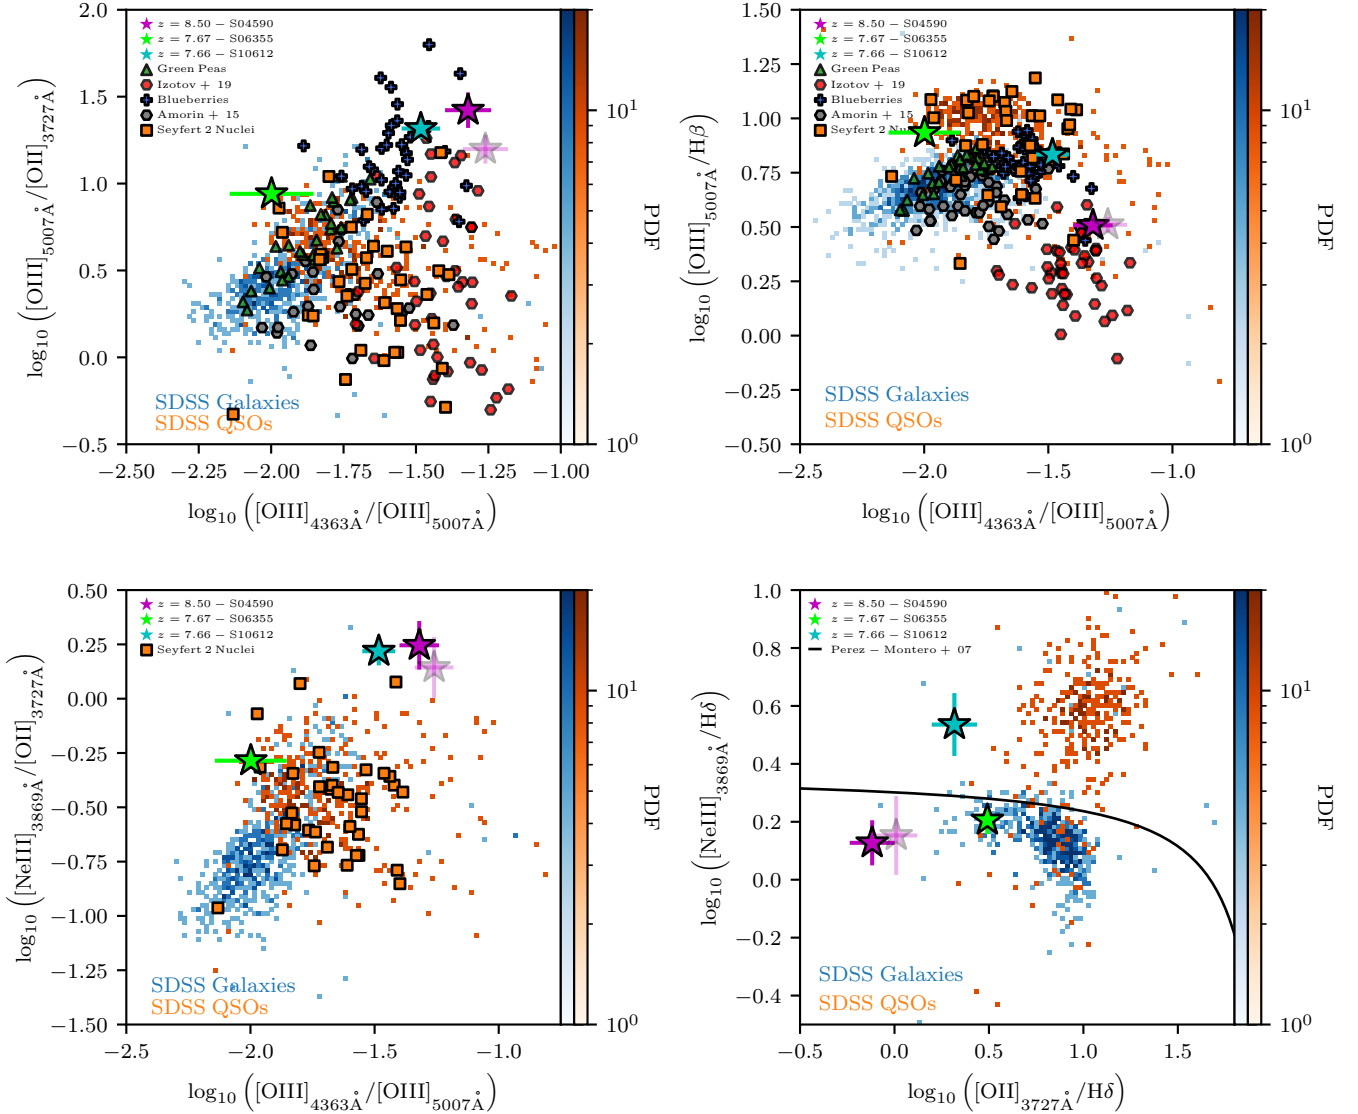 2.0
1.5
1.0
0.5
0.0
−0.5
log₁₀ ([OIII]₅₀₀₇Å/[OII]₃₇₂₇Å)
z = 8.50 − S04590
z = 7.67 − S06355
z = 7.66 − S10612
Green Peas
Izotov + 19
Blueberries
Amorin + 15
Seyfert 2 Nuclei
SDSS Galaxies
SDSS QSOs
−2.50 −2.25 −2.00 −1.75 −1.50 −1.25 −1.00
log₁₀ ([OIII]₄₃₆₃Å/[OIII]₅₀₀₇Å)
10¹
10⁰
PDF
1.50
1.25
1.00
0.75
0.50
0.25
0.00
−0.25
−0.50
log₁₀ ([OIII]₅₀₀₇Å/Hβ)
z = 8.50 − S04590
z = 7.67 − S06355
z = 7.66 − S10612
Green Peas
Izotov + 19
Blueberries
Amorin + 15
Seyfert 2 Nuclei
SDSS Galaxies
SDSS QSOs
−2.5 −2.0 −1.5 −1.0
log₁₀ ([OIII]₄₃₆₃Å/[OIII]₅₀₀₇Å)
10¹
10⁰
PDF
0.50
0.25
0.00
−0.25
−0.50
−0.75
−1.00
−1.25
−1.50
log₁₀ ([NeIII]₃₈₆₉Å/[OII]₃₇₂₇Å)
z = 8.50 − S04590
z = 7.67 − S06355
z = 7.66 − S10612
Seyfert 2 Nuclei
SDSS Galaxies
SDSS QSOs
−2.5 −2.0 −1.5 −1.0
log₁₀ ([OIII]₄₃₆₃Å/[OIII]₅₀₀₇Å)
10¹
10⁰
PDF
1.0
0.8
0.6
0.4
0.2
0.0
−0.2
−0.4
log₁₀ ([NeIII]₃₈₆₉Å/Hδ)
z = 8.50 − S04590
z = 7.67 − S06355
z = 7.66 − S10612
Perez − Montero + 07
SDSS Galaxies
SDSS QSOs
−0.5 0.0 0.5 1.0 1.5
log₁₀ ([OII]₃₇₂₇Å/Hδ)
10¹
10⁰
PDF